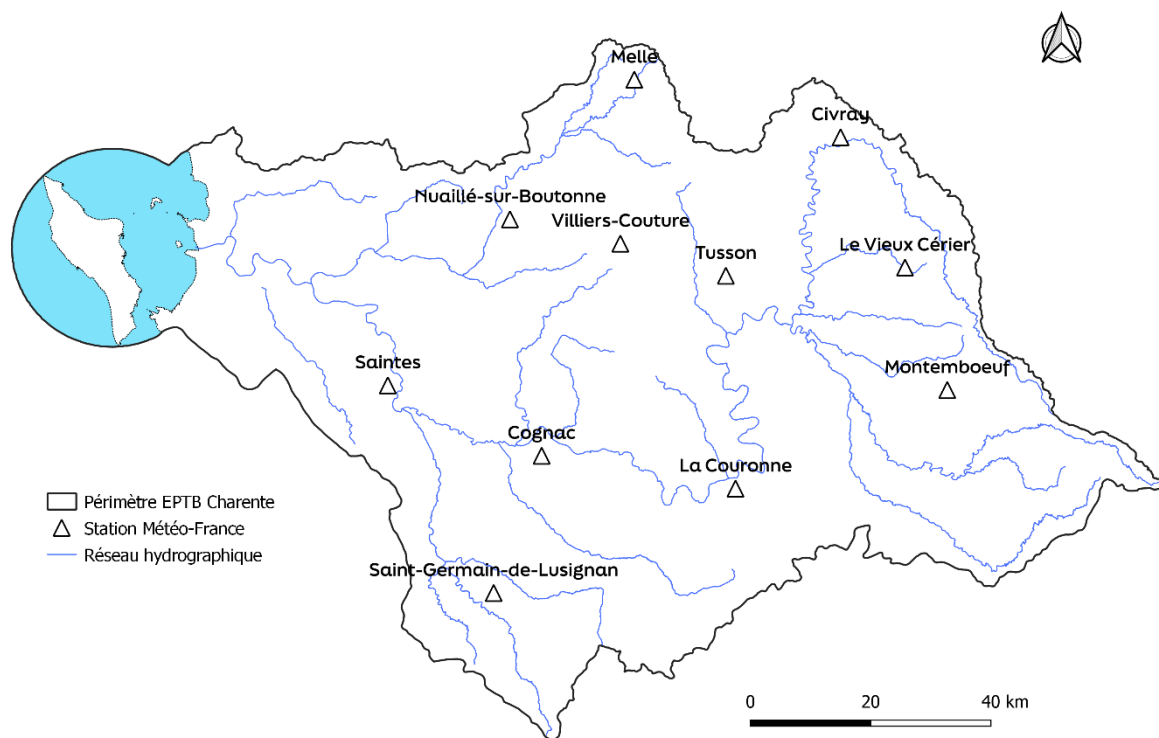 Melle
Civray
Nuaillé-sur-Boutonne
Villiers-Couture
Le Vieux Cérier
Tusson
Saintes
Montemboeuf
Cognac
La Couronne
Périmètre EPTB Charente
Station Météo-France
Réseau hydrographique
Saint-Germain-de-Lusignan
0 20 40 km